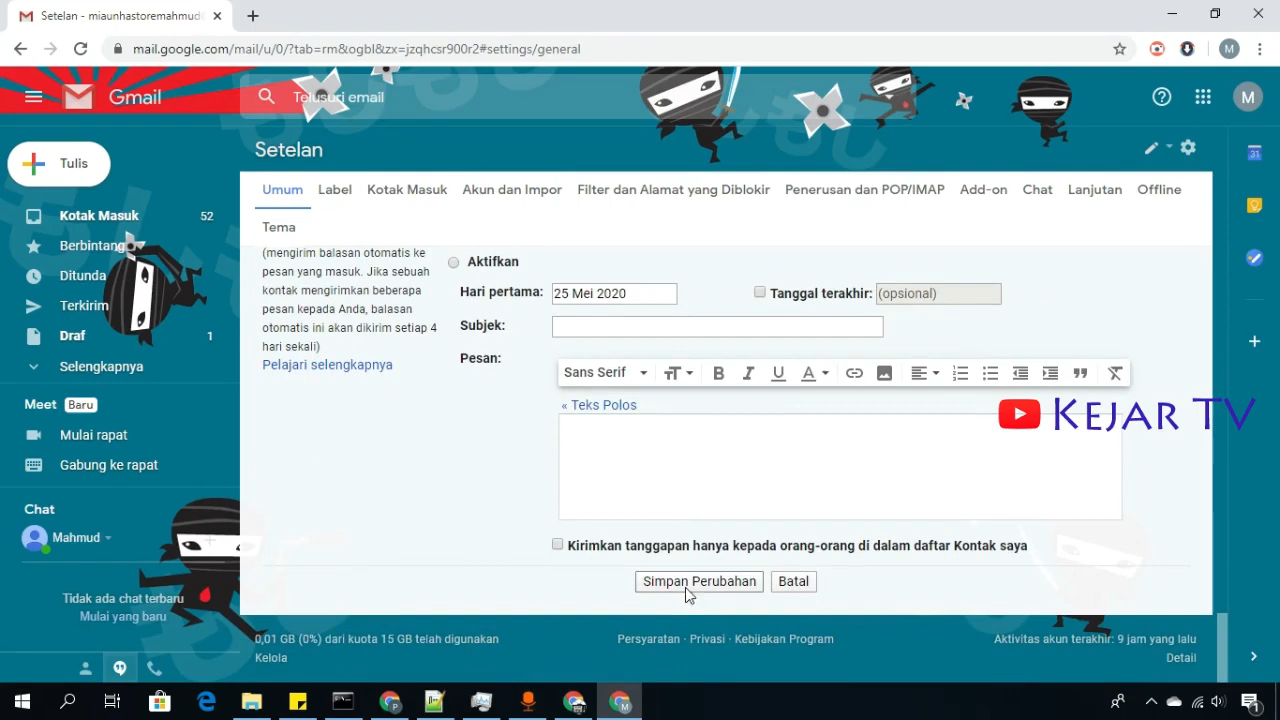 Setelan - miaunhastoremahmud
mail.google.com/mail/u/0/?tab=rm&ogbl&zx=jzqhcsr900r2#settings/general
M
Gmail
Telusuri email
M
Tulis
Setelan
31
Umum Label Kotak Masuk Akun dan Impor Filter dan Alamat yang Diblokir Penerusan dan POP/IMAP Add-on Chat Lanjutan Offline
Tema
Kotak Masuk 52
Berbintang
Ditunda
Terkirim
Draf 1
Selengkapnya
Meet Baru
Mulai rapat
Gabung ke rapat
Chat
Mahmud
Tidak ada chat terbaru
Mulai yang baru
(mengirim balasan otomatis ke
pesan yang masuk. Jika sebuah
kontak mengirimkan beberapa
pesan kepada Anda, balasan
otomatis ini akan dikirim setiap 4
hari sekali)
Pelajari selengkapnya
Aktifkan
Hari pertama: 25 Mei 2020 Tanggal terakhir: (opsional)
Subjek:
Pesan:
Sans Serif B I U A
« Teks Polos
KEJAR TV
Kirimkan tanggapan hanya kepada orang-orang di dalam daftar Kontak saya
Simpan Perubahan Batal
0,01 GB (0%) dari kuota 15 GB telah digunakan
Kelola
Persyaratan · Privasi · Kebijakan Program
Aktivitas akun terakhir: 9 jam yang lalu
Detail